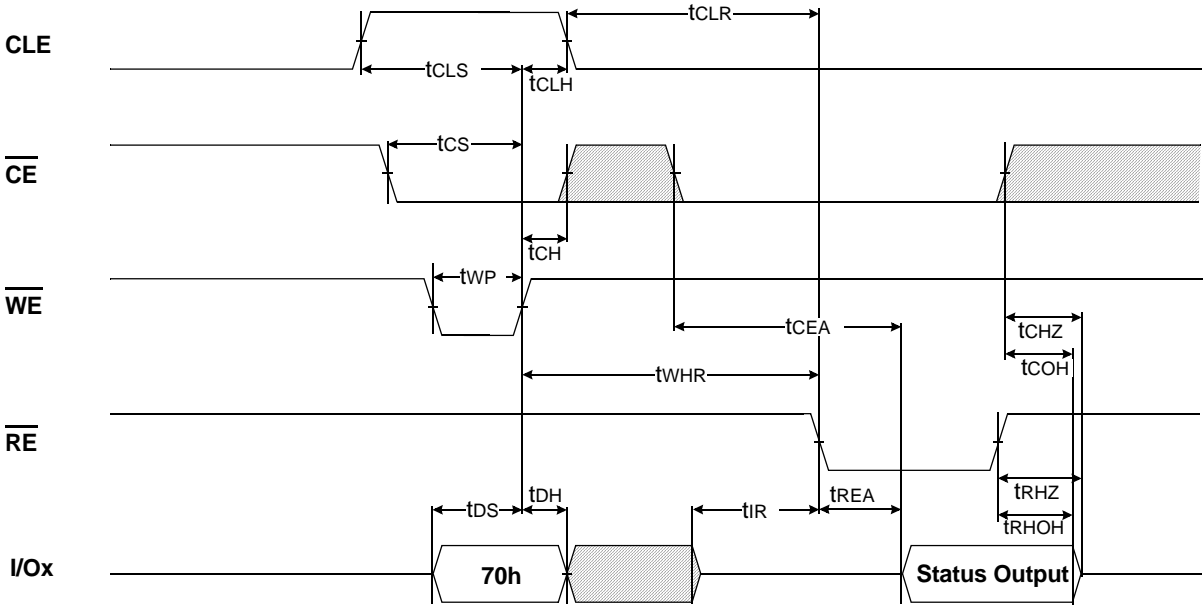 tCLR
CLE
tCLS
tCLH
tCS
CE
tCH
tWP
WE
tCEA
tCHZ
tCOH
tWHR
RE
tRHZ
tDH
tREA
tDS
tIR
tRHOH
I/Ox
70h
Status Output